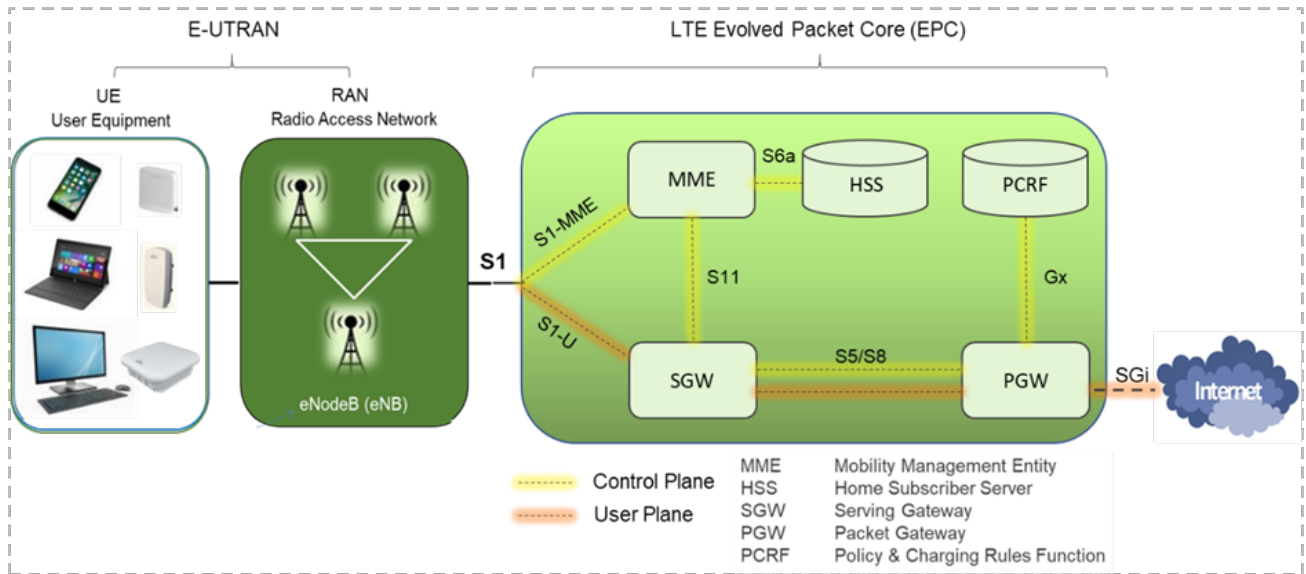 E-UTRAN
LTE Evolved Packet Core (EPC)
UE
User Equipment
RAN
Radio Access Network
MME
S6a
HSS
PCRF
S1-MME
S1
S11
Gx
S1-U
SGW
S5/S8
PGW
SGi
Internet
eNodeB (eNB)
Control Plane
User Plane
MME Mobility Management Entity
HSS Home Subscriber Server
SGW Serving Gateway
PGW Packet Gateway
PCRF Policy & Charging Rules Function